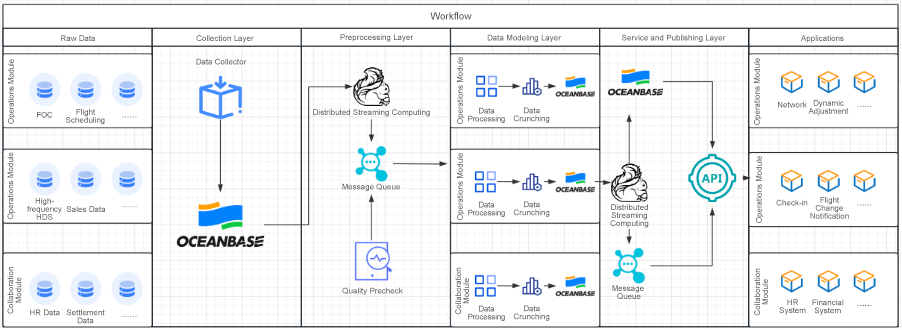 Workflow
Raw Data
Collection Layer
Preprocessing Layer
Data Modeling Layer
Service and Publishing Layer
Applications
Operations Module
FOC
Flight
Scheduling
......
Operations Module
High-
frequency
HDS
Sales Data
......
Collaboration
Module
HR Data
Settlement
Data
......
Data Collector
OCEANBASE
Distributed Streaming Computing
Message Queue
Quality Precheck
Operations Module
Data
Processing
Data
Crunching
OCEANBASE
Operations Module
Data
Processing
Data
Crunching
OCEANBASE
Collaboration
Module
Data
Processing
Data
Crunching
OCEANBASE
OCEANBASE
Distributed
Streaming
Computing
Message
Queue
API
Operations Module
Network
Dynamic
Adjustment
......
Operations Module
Check-in
Flight
Change
Notification
......
Collaboration
Module
HR
System
Financial
System
......